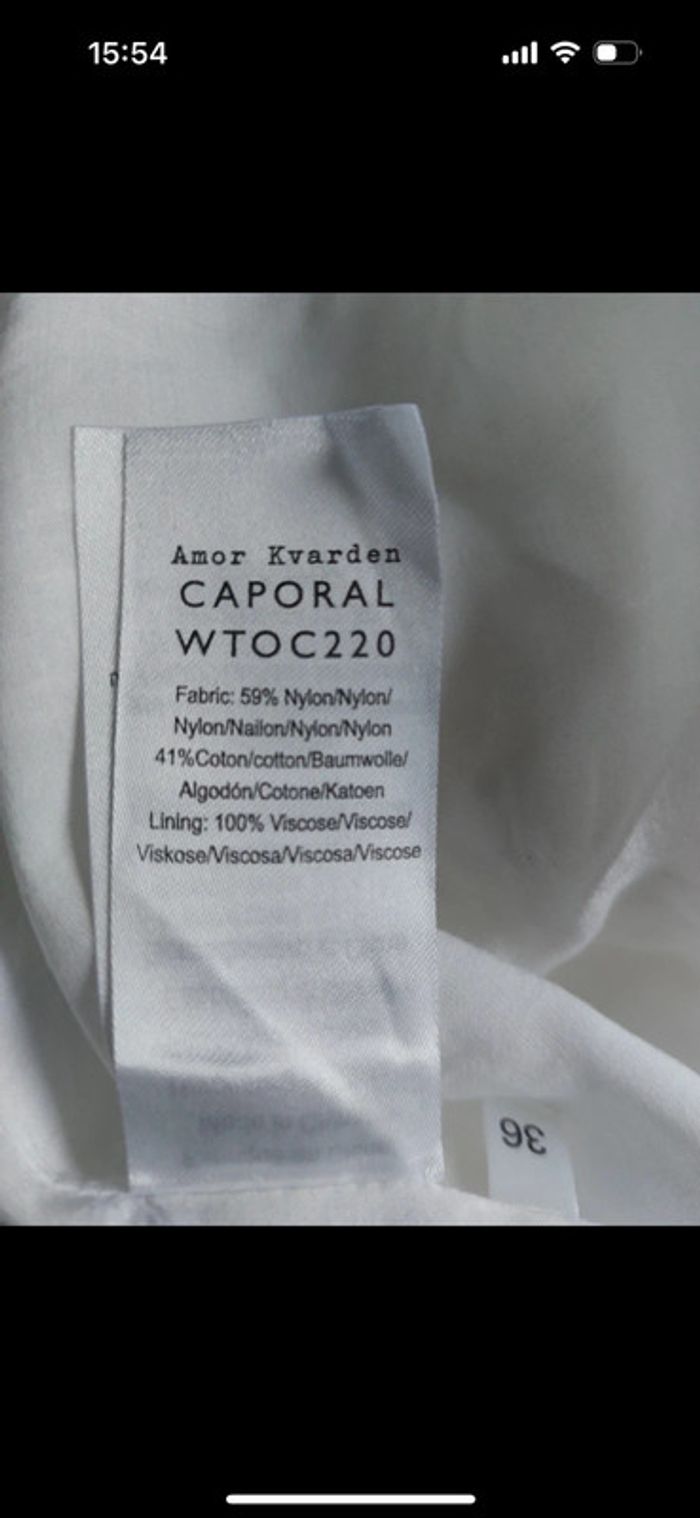 15:54
Amor Kvarden
CAPORAL
WTOC220
Fabric: 59% Nylon/Nylon/
Nylon/Nailon/Nylon/Nylon
41%Coton/cotton/Baumwolle/
Algodón/Cotone/Katoen
Lining: 100% Viscose/Viscose/
Viskose/Viscosa/Viscosa/Viscose
36